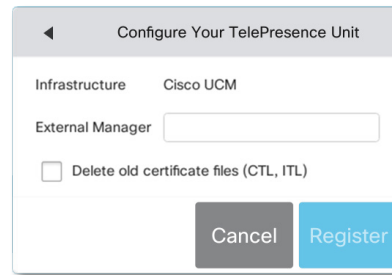 Configure Your TelePresence Unit
Infrastructure Cisco UCM
External Manager
Delete old certificate files (CTL, ITL)
Cancel Register